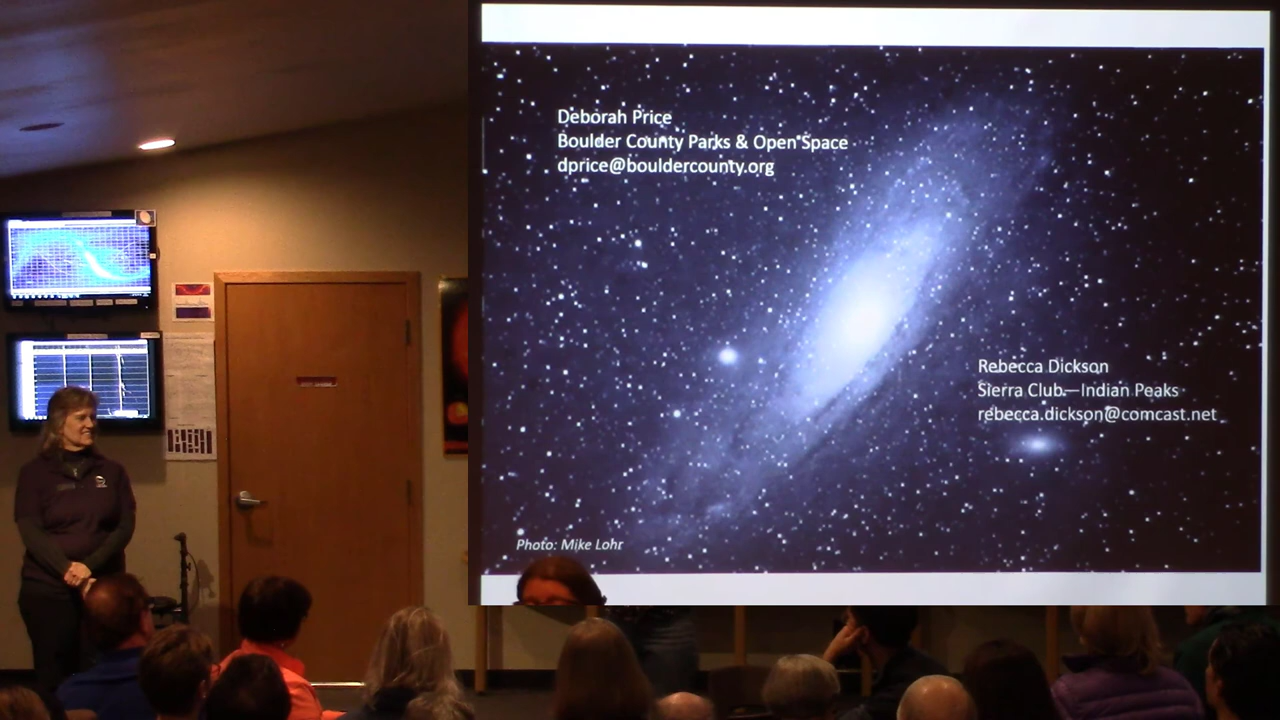 Deborah Price
Boulder County Parks & Open Space
dprice@bouldercounty.org
Rebecca Dickson
Sierra Club—Indian Peaks
rebecca.dickson@comcast.net
Photo: Mike Lohr